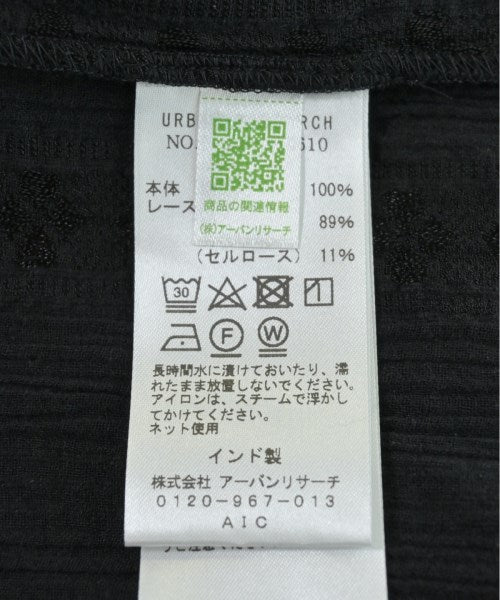 URB RCH
NO. 610
商品の関連情報
(株)アーバンリサーチ
本体 100%
レース 89%
(セルロース) 11%
30
F W
長時間水に漬けておいたり、濡
れたまま放置しないでください。
アイロンは、スチームで浮かし
てかけてください。
ネット使用
インド製
株式会社 アーバンリサーチ
0120-967-013
AIC